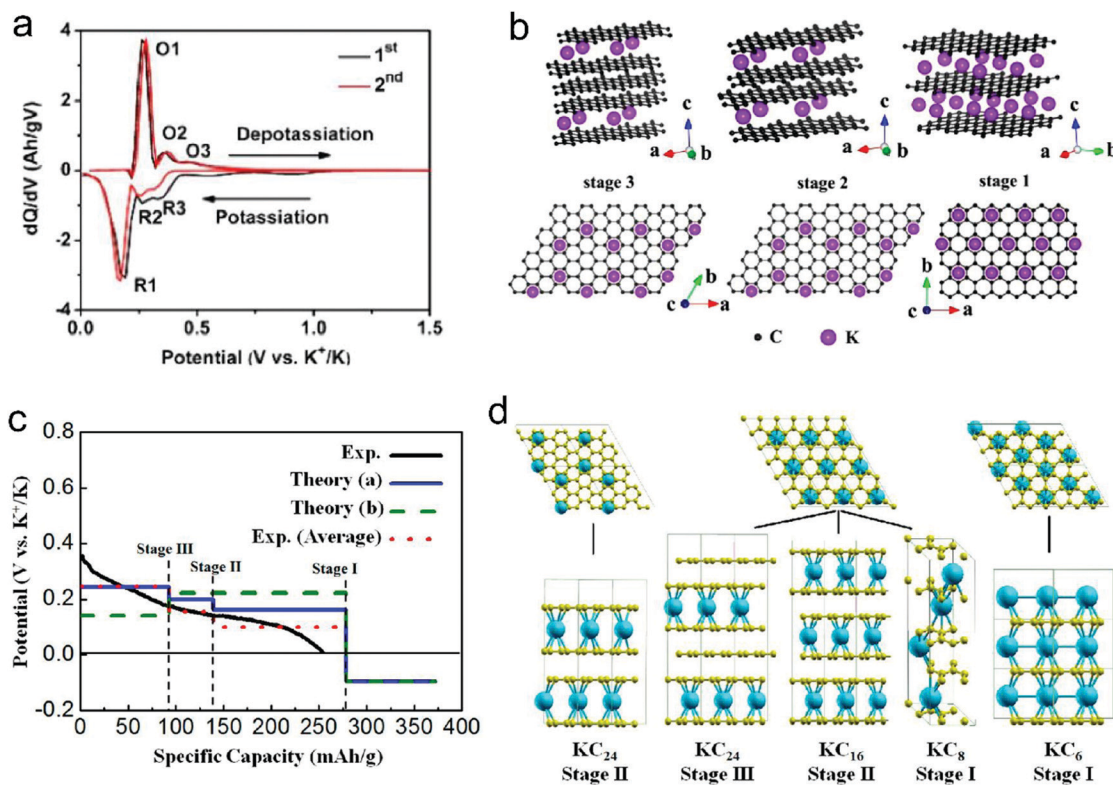 a
dQ/dV (Ah/gV)
4
2
0
-2
-4
O1
O2
O3
1st
2nd
Depotassiation
Potassiation
R2
R3
R1
0.0
0.5
1.0
1.5
Potential (V vs. K+/K)
b
c
a
b
c
a
b
c
a
b
stage 3
stage 2
stage 1
b
c
a
b
c
a
b
c
a
C
K
c
Potential (V vs. K+/K)
0.8
0.6
0.4
0.2
0.0
-0.2
Exp.
Theory (a)
Theory (b)
Exp. (Average)
Stage III
Stage II
Stage I
0
50
100
150
200
250
300
350
400
Specific Capacity (mAh/g)
d
KC24
Stage II
KC24
Stage III
KC16
Stage II
KC8
Stage I
KC6
Stage I